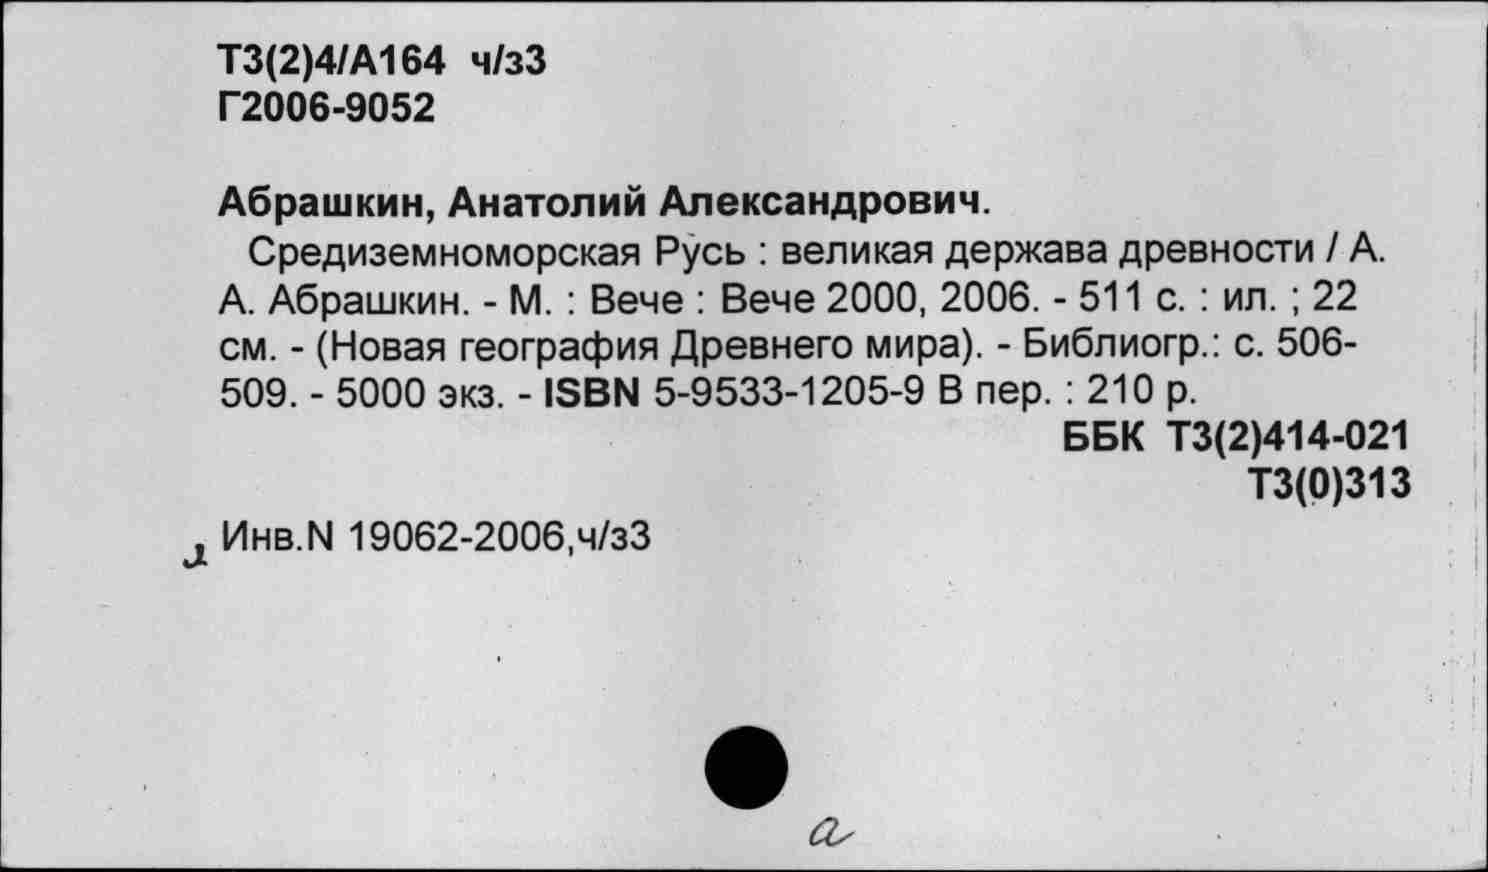 Т3(2)4/А164 ч/з3
Г2006-9052
Абрашкин, Анатолий Александрович.
Средиземноморская Русь : великая держава древности / А.
А. Абрашкин. - М. : Вече : Вече 2000, 2006. - 511 с. : ил. ; 22
см. - (Новая география Древнего мира). - Библиогр.: с. 506-
509. - 5000 экз. - ISBN 5-9533-1205-9 В пер. : 210 р.
ББК Т3(2)414-021
Т3(0)313
Инв.N 19062-2006,ч/з3
а